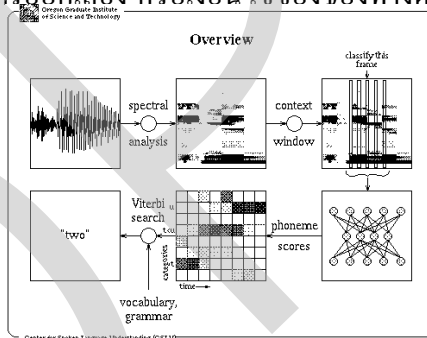 Oregon Graduate Institute
of Science and Technology
Overview
classify this
frame
spectral
analysis
context
window
"two"
Viterbi
search
u
t<u
categories
time
phoneme
scores
vocabulary,
grammar